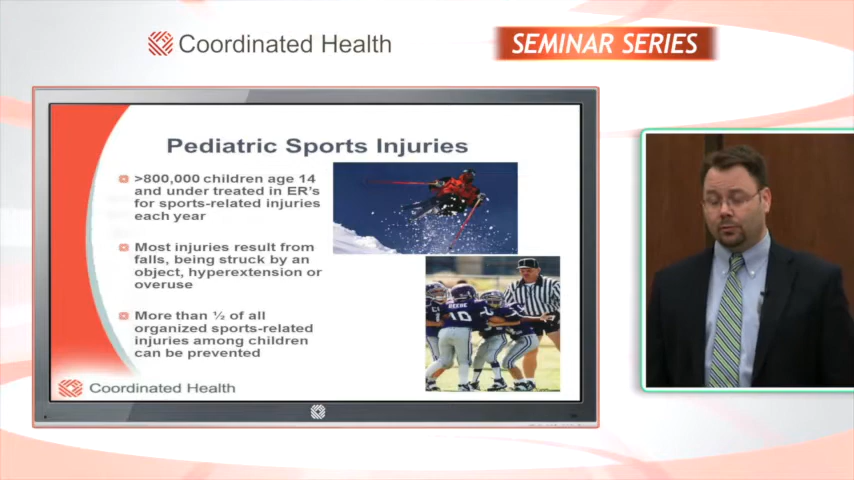 Coordinated Health
SEMINAR SERIES
Pediatric Sports Injuries
>800,000 children age 14
and under treated in ER's
for sports-related injuries
each year
Most injuries result from
falls, being struck by an
object, hyperextension or
overuse
More than ½ of all
organized sports-related
injuries among children
can be prevented
REESE
10
Coordinated Health